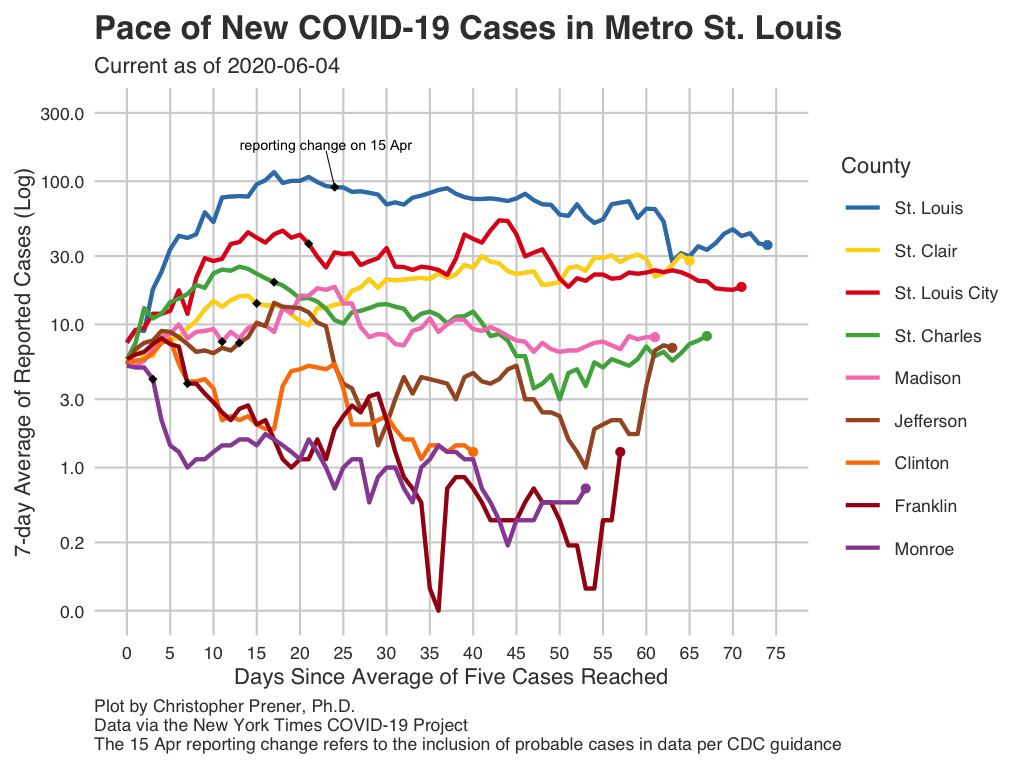 Pace of New COVID-19 Cases in Metro St. Louis
Current as of 2020-06-04
7-day Average of Reported Cases (Log)
300.0
100.0
30.0
10.0
3.0
1.0
0.2
0.0
reporting change on 15 Apr
0 5 10 15 20 25 30 35 40 45 50 55 60 65 70 75
Days Since Average of Five Cases Reached
County
St. Louis
St. Clair
St. Louis City
St. Charles
Madison
Jefferson
Clinton
Franklin
Monroe
Plot by Christopher Prener, Ph.D.
Data via the New York Times COVID-19 Project
The 15 Apr reporting change refers to the inclusion of probable cases in data per CDC guidance